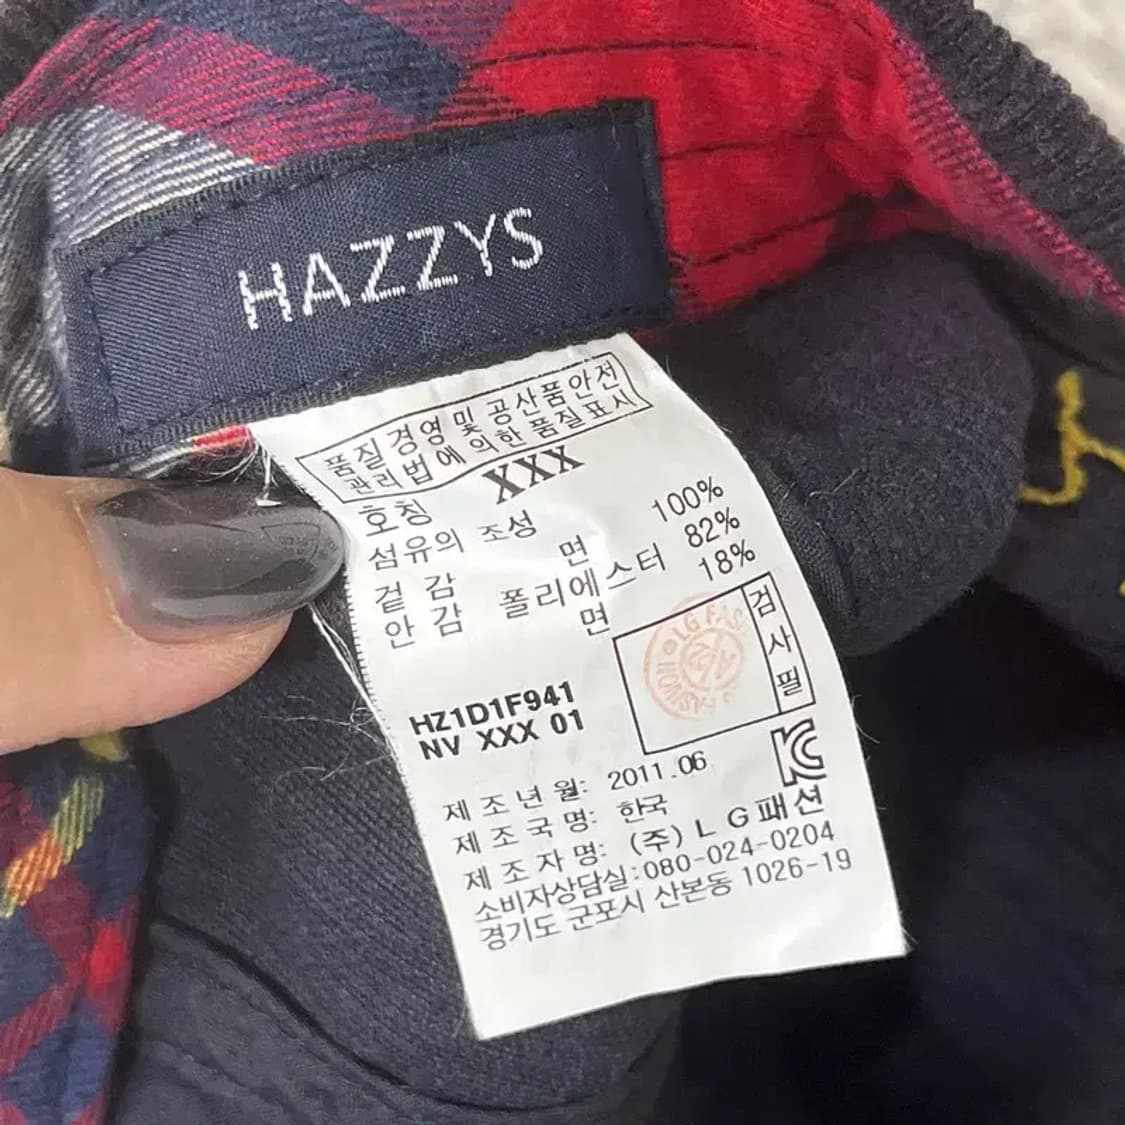 HAZZYS
품질경영 및 공산품안전
관리법에 의한 품질표시
XXX
호칭
섬유의 조성
겉감 면 100%
안감 폴리에스터 82%
면 18%
검사필
LG FASHION
HZ1D1F941
NV XXX 01
제조년월: 2011.06
제조국명: 한국
제조자명: (주) LG패션
소비자상담실:080-024-0204
경기도 군포시 산본동 1026-19